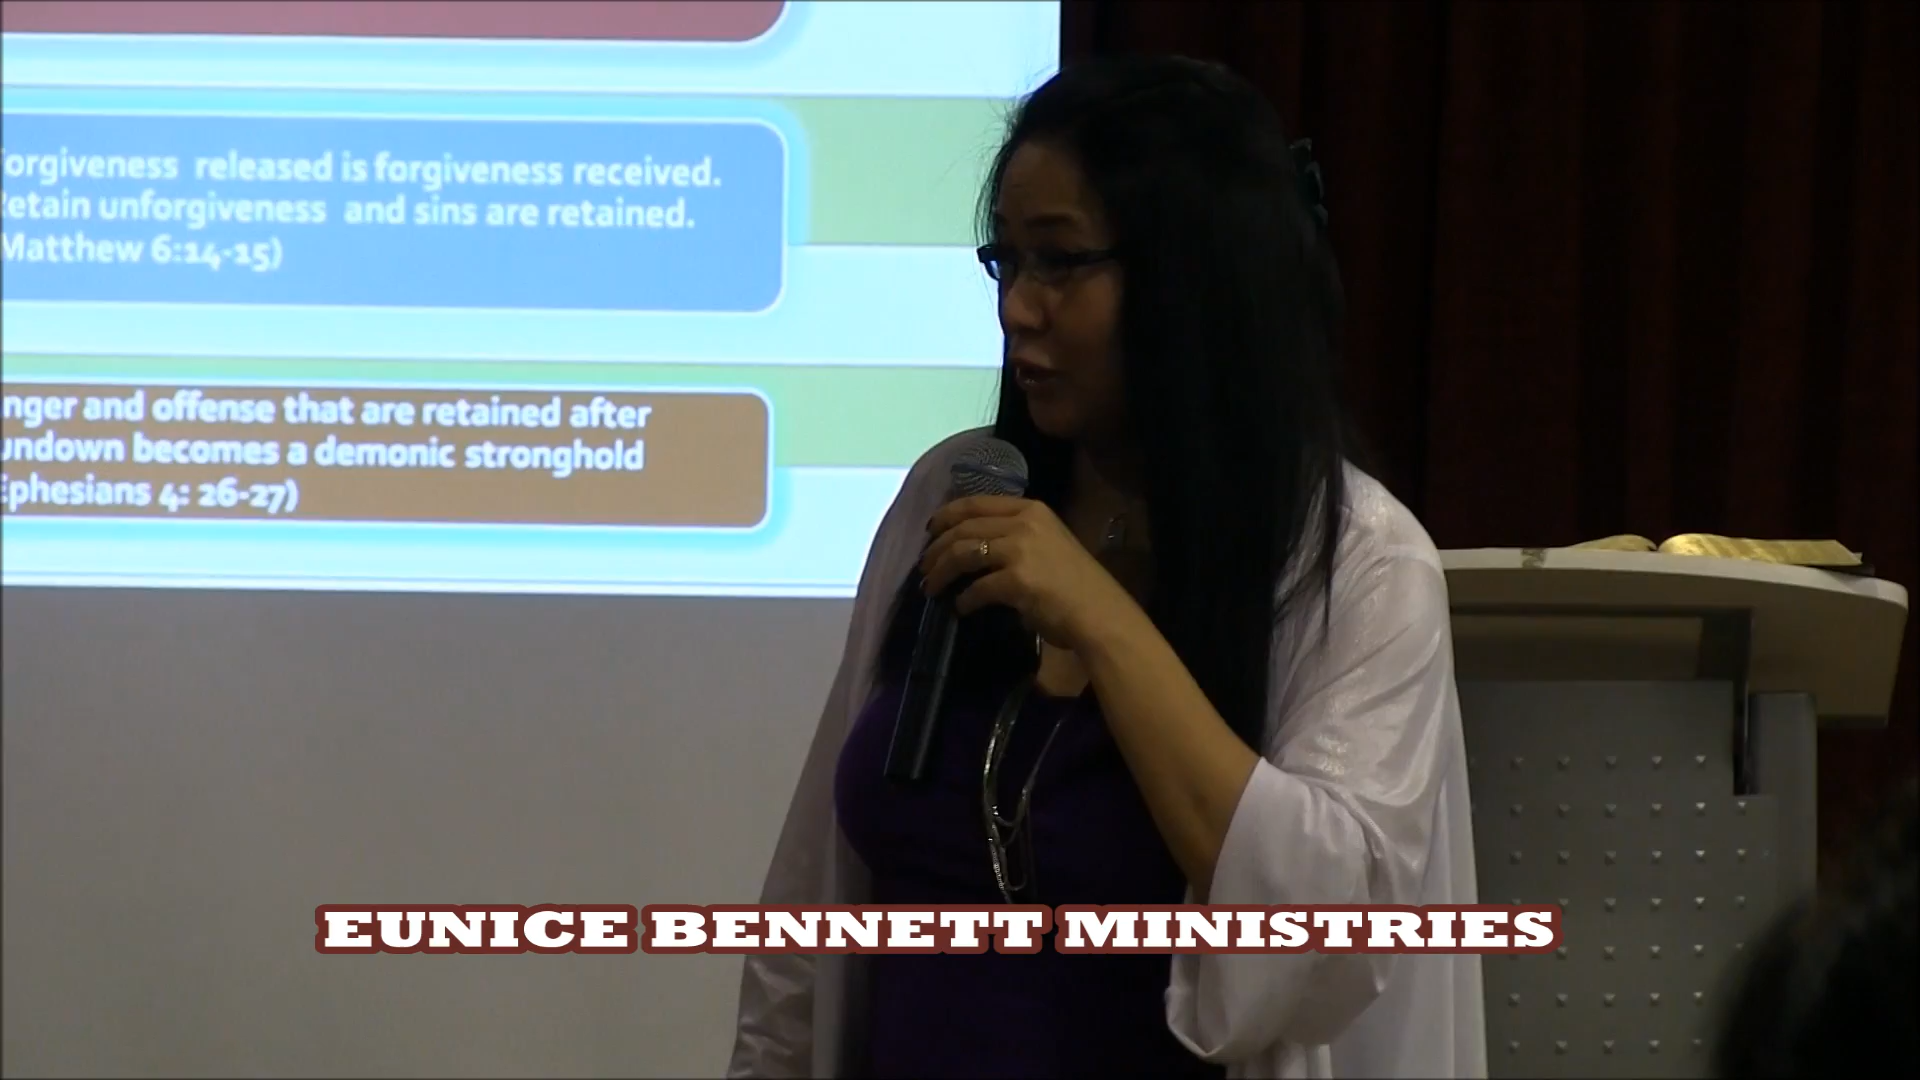 orgiveness released is forgiveness received.
etain unforgiveness and sins are retained.
Matthew 6:14-15)
nger and offense that are retained after
undown becomes a demonic stronghold
Ephesians 4: 26-27)
EUNICE BENNETT MINISTRIES